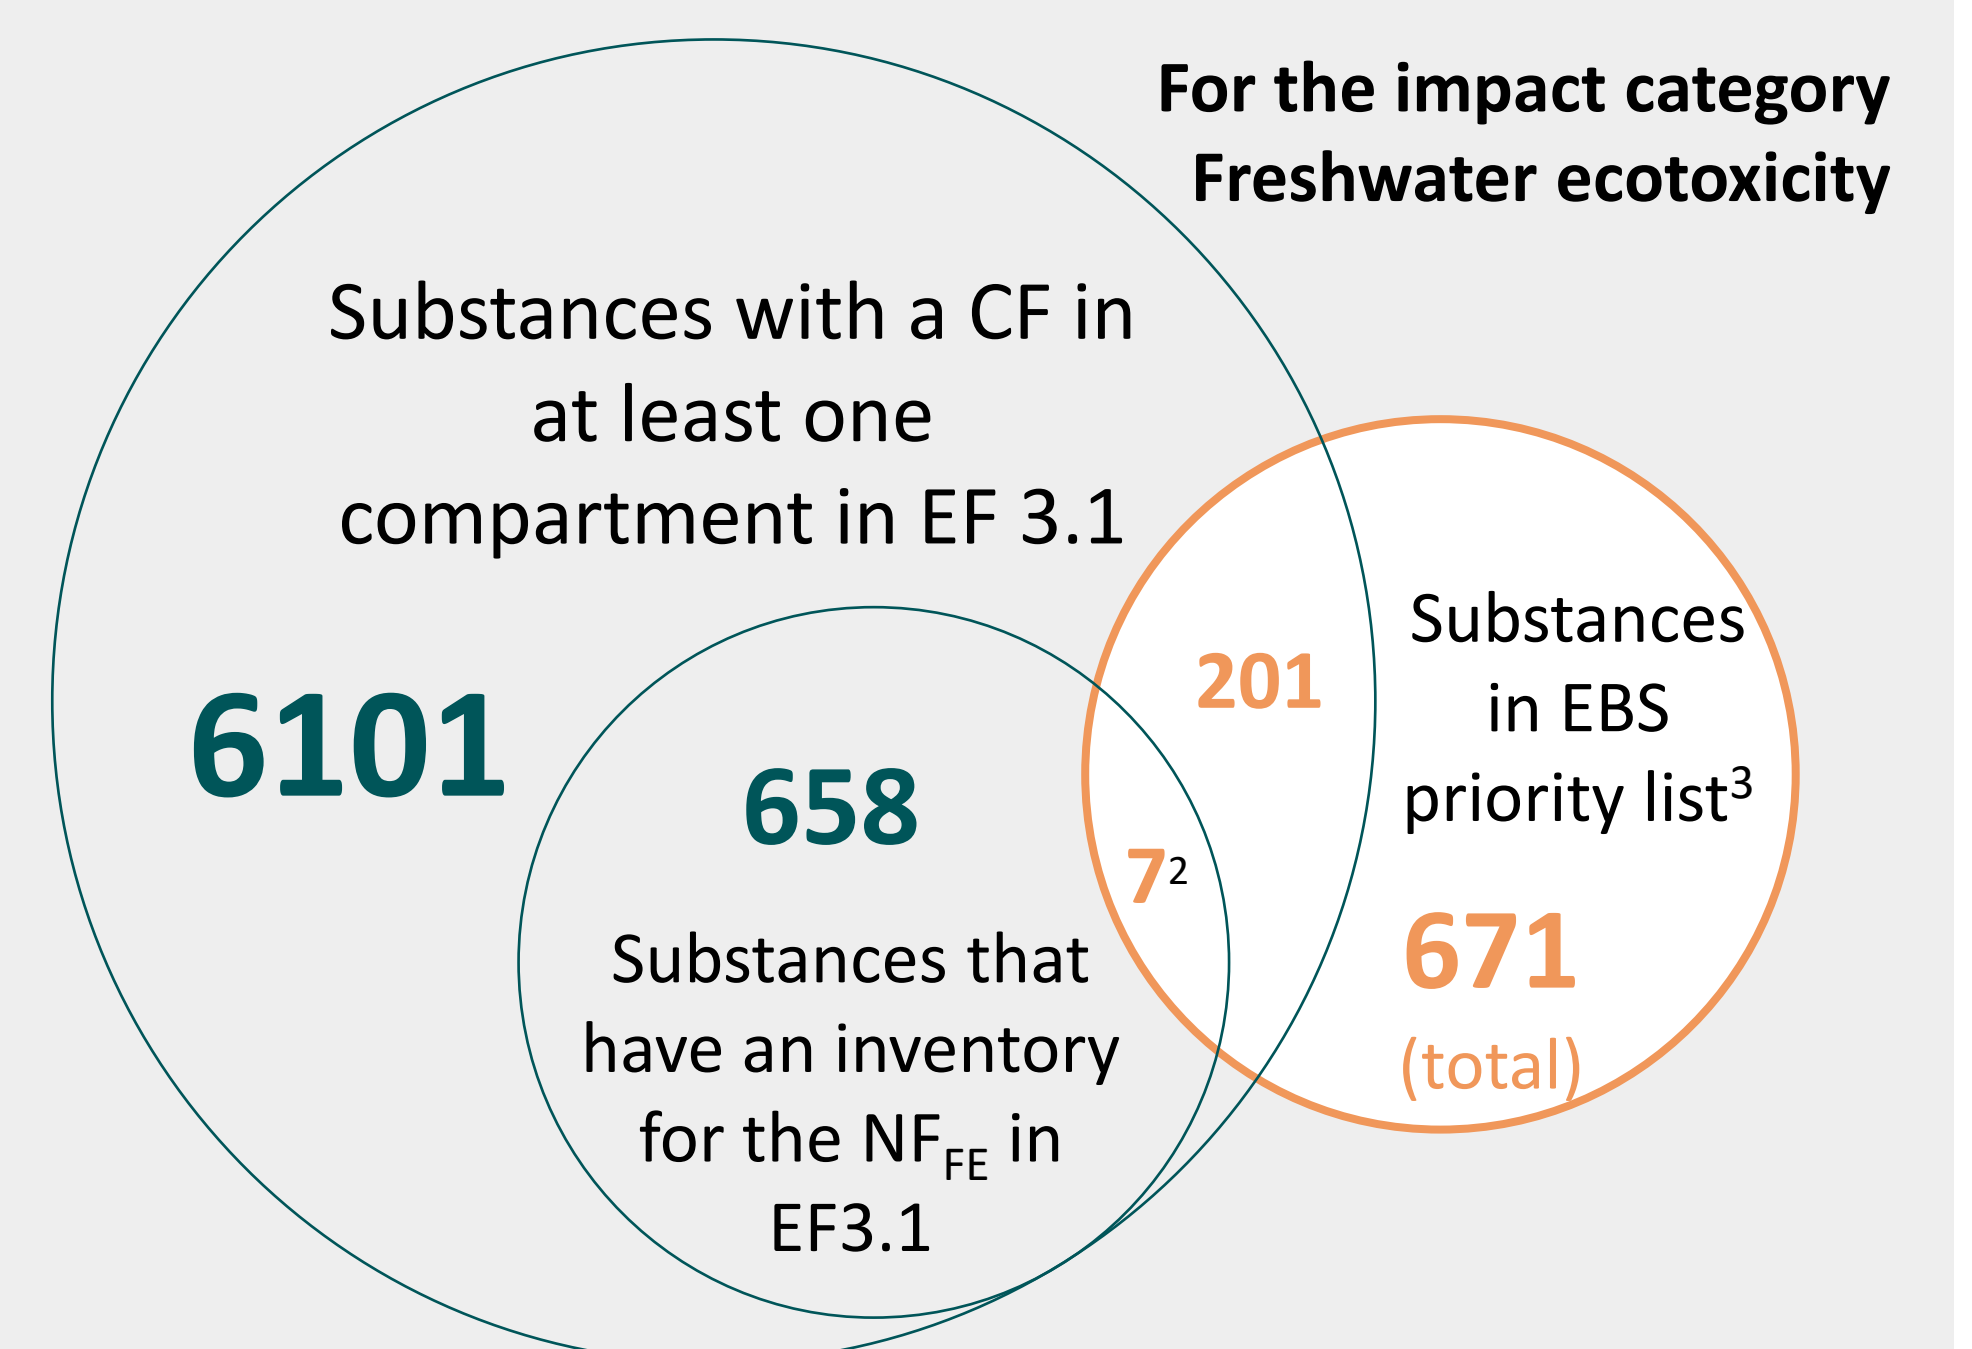 For the impact category
Freshwater ecotoxicity
Substances with a CF in
at least one
compartment in EF 3.1
6101
658
Substances that
have an inventory
for the NF_FE in
EF3.1
201
7²
Substances
in EBS
priority list³
671
(total)